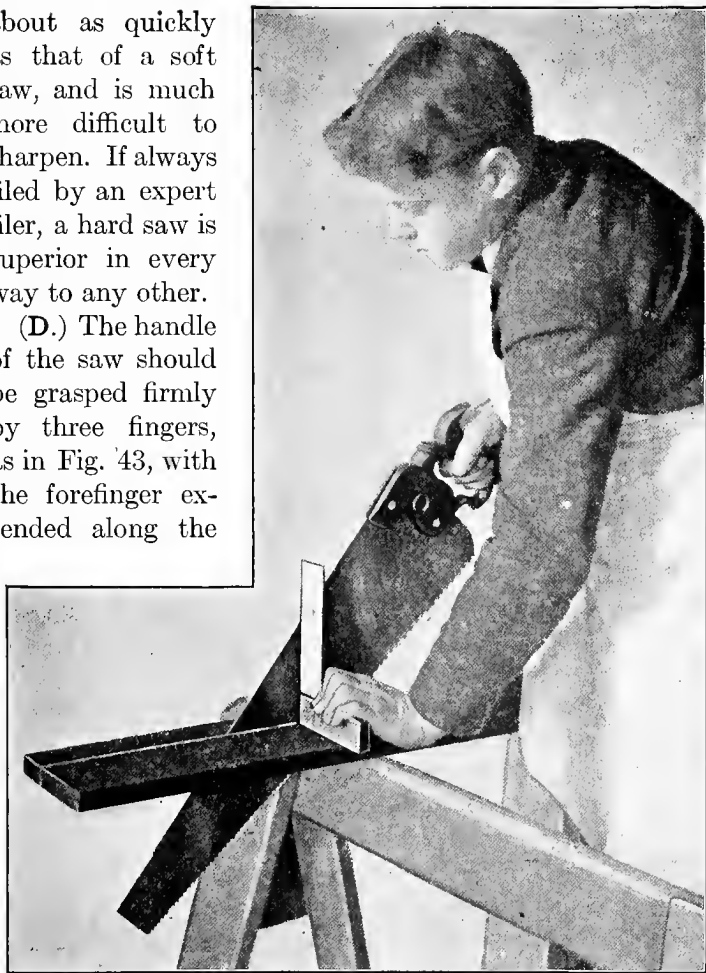 bout as quickly
s that of a soft
aw, and is much
ore difficult to
harpen. If always
iled by an expert
iler, a hard saw is
uperior in every
vay to any other.
(D.) The handle
f the saw should
e grasped firmly
y three fingers,
s in Fig. 43, with
he forefinger ex-
ended along the